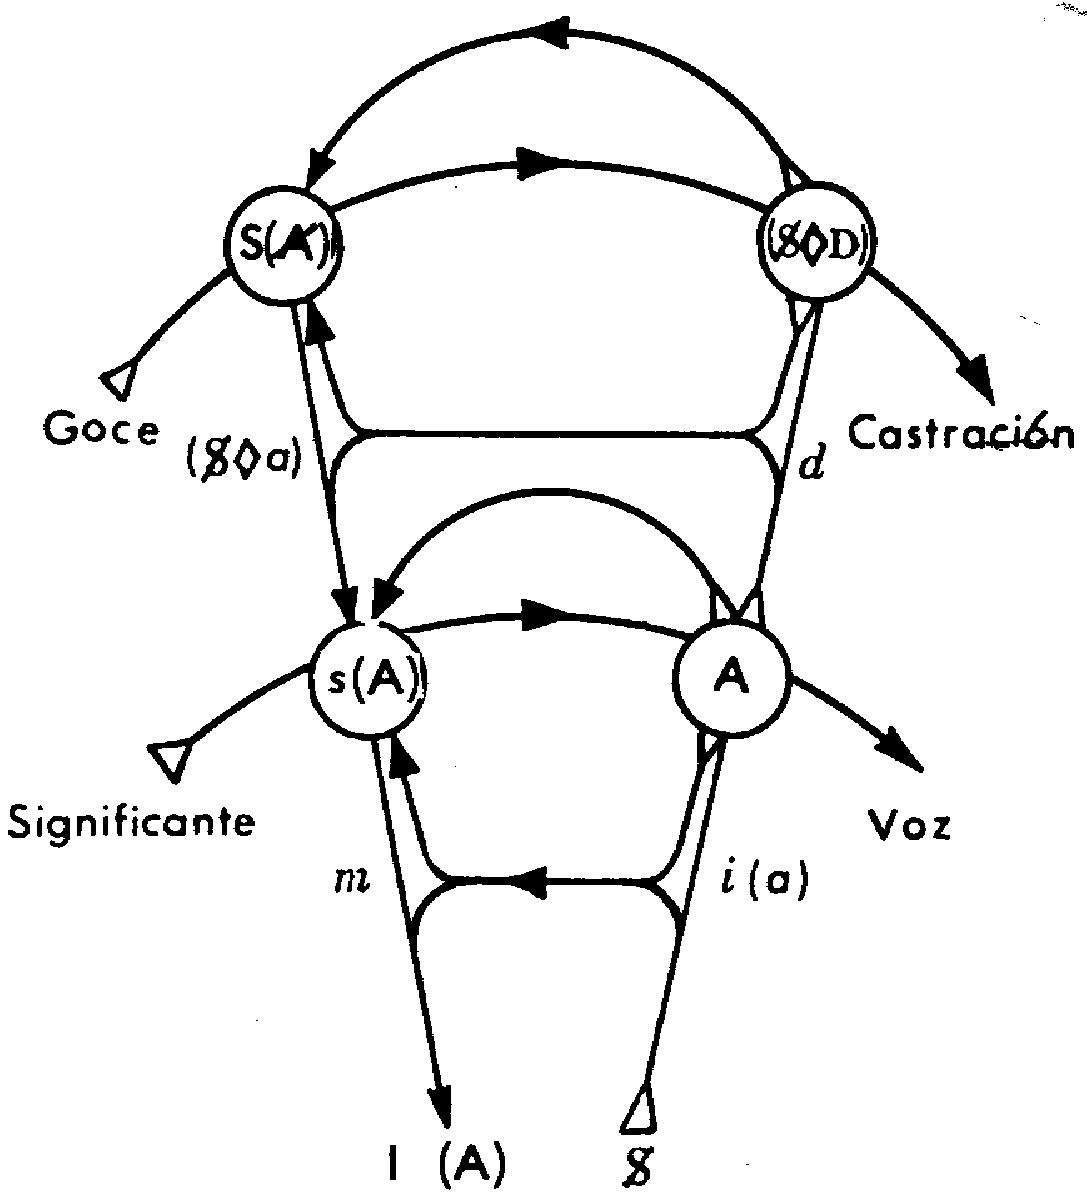 S(Ⱥ) ($◊D)
Goce ($◊a) d Castración
s(A) A
Significante Voz
m i(a)
I (A) $